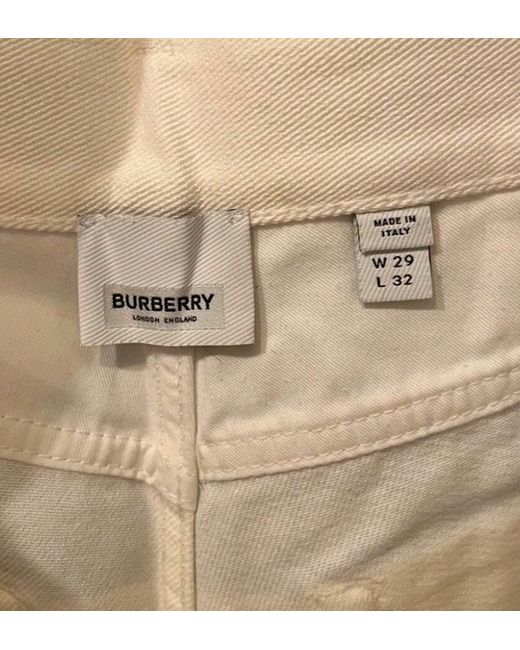 BURBERRY
LONDON ENGLAND
MADE IN
ITALY
W 29
L 32